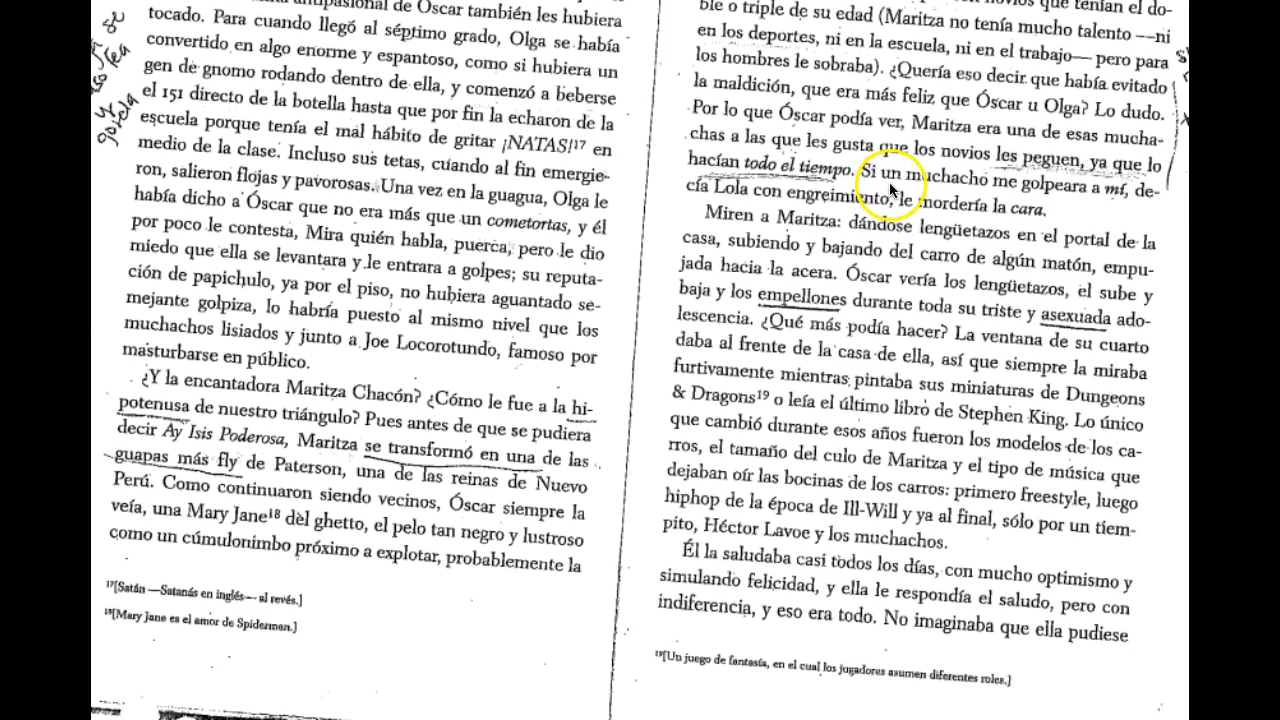 antipasional de Óscar también les hubiera
tocado. Para cuando llegó al séptimo grado, Olga se había
convertido en algo enorme y espantoso, como si hubiera un
gen de gnomo rodando dentro de ella, y comenzó a beberse
el 151 directo de la botella hasta que por fin la echaron de la
escuela porque tenía el mal hábito de gritar ¡NATAS!¹⁷ en
medio de la clase. Incluso sus tetas, cuando al fin emergie-
ron, salieron flojas y pavorosas. Una vez en la guagua, Olga le
había dicho a Óscar que no era más que un cometortas, y él
por poco le contesta, Mira quién habla, puerca, pero le dio
miedo que ella se levantara y le entrara a golpes; su reputa-
ción de papichulo, ya por el piso, no hubiera aguantado se-
mejante golpiza, lo habría puesto al mismo nivel que los
muchachos lisiados y junto a Joe Locorotundo, famoso por
masturbarse en público.
¿Y la encantadora Maritza Chacón? ¿Cómo le fue a la hi-
potenusa de nuestro triángulo? Pues antes de que se pudiera
decir Ay Isis Poderosa, Maritza se transformó en una de las
guapas más fly de Paterson, una de las reinas de Nuevo
Perú. Como continuaron siendo vecinos, Óscar siempre la
veía, una Mary Jane¹⁸ del ghetto, el pelo tan negro y lustroso
como un cúmulonimbo próximo a explotar, probablemente la
¹⁷[Satán —Satanás en inglés— al revés.]
¹⁸[Mary Jane es el amor de Spiderman.]
novios que tenían el do-
ble o triple de su edad (Maritza no tenía mucho talento —ni
en los deportes, ni en la escuela, ni en el trabajo— pero para
los hombres le sobraba). ¿Quería eso decir que había evitado
la maldición, que era más feliz que Óscar u Olga? Lo dudo.
Por lo que Óscar podía ver, Maritza era una de esas mucha-
chas a las que les gusta que los novios les peguen, ya que lo
hacían todo el tiempo. Si un muchacho me golpeara a mí, de-
cía Lola con engreimiento, le mordería la cara.
Miren a Maritza: dándose lengüetazos en el portal de la
casa, subiendo y bajando del carro de algún matón, empu-
jada hacia la acera. Óscar vería los lengüetazos, el sube y
baja y los empellones durante toda su triste y asexuada ado-
lescencia. ¿Qué más podía hacer? La ventana de su cuarto
daba al frente de la casa de ella, así que siempre la miraba
furtivamente mientras pintaba sus miniaturas de Dungeons
& Dragons¹⁹ o leía el último libro de Stephen King. Lo único
que cambió durante esos años fueron los modelos de los ca-
rros, el tamaño del culo de Maritza y el tipo de música que
dejaban oír las bocinas de los carros: primero freestyle, luego
hiphop de la época de Ill-Will y ya al final, sólo por un tiem-
pito, Héctor Lavoe y los muchachos.
Él la saludaba casi todos los días, con mucho optimismo y
simulando felicidad, y ella le respondía el saludo, pero con
indiferencia, y eso era todo. No imaginaba que ella pudiese
¹⁹[Un juego de fantasía, en el cual los jugadores asumen diferentes roles.]